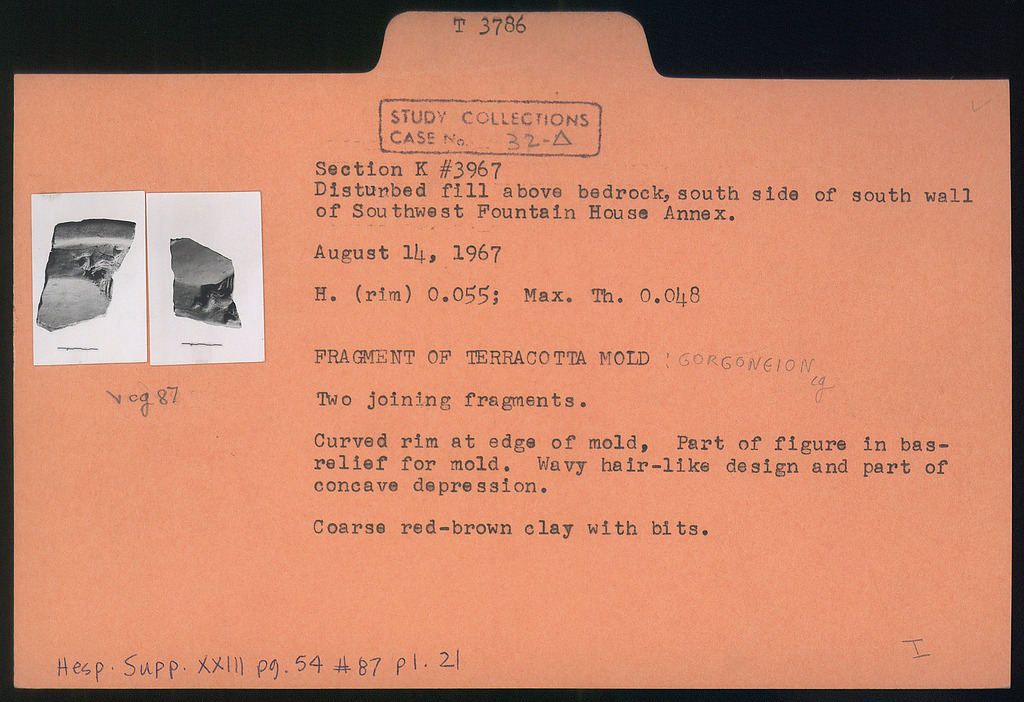 T 3786
STUDY COLLECTIONS
CASE No. 32-Δ
Section K #3967
Disturbed fill above bedrock, south side of south wall
of Southwest Fountain House Annex.
August 14, 1967
H. (rim) 0.055; Max. Th. 0.048
FRAGMENT OF TERRACOTTA MOLD : GORGONEION
cg
v cg 87
Two joining fragments.
Curved rim at edge of mold, Part of figure in bas-
relief for mold. Wavy hair-like design and part of
concave depression.
Coarse red-brown clay with bits.
I
Hesp. Supp. XXIII pg. 54 #87 pl. 21